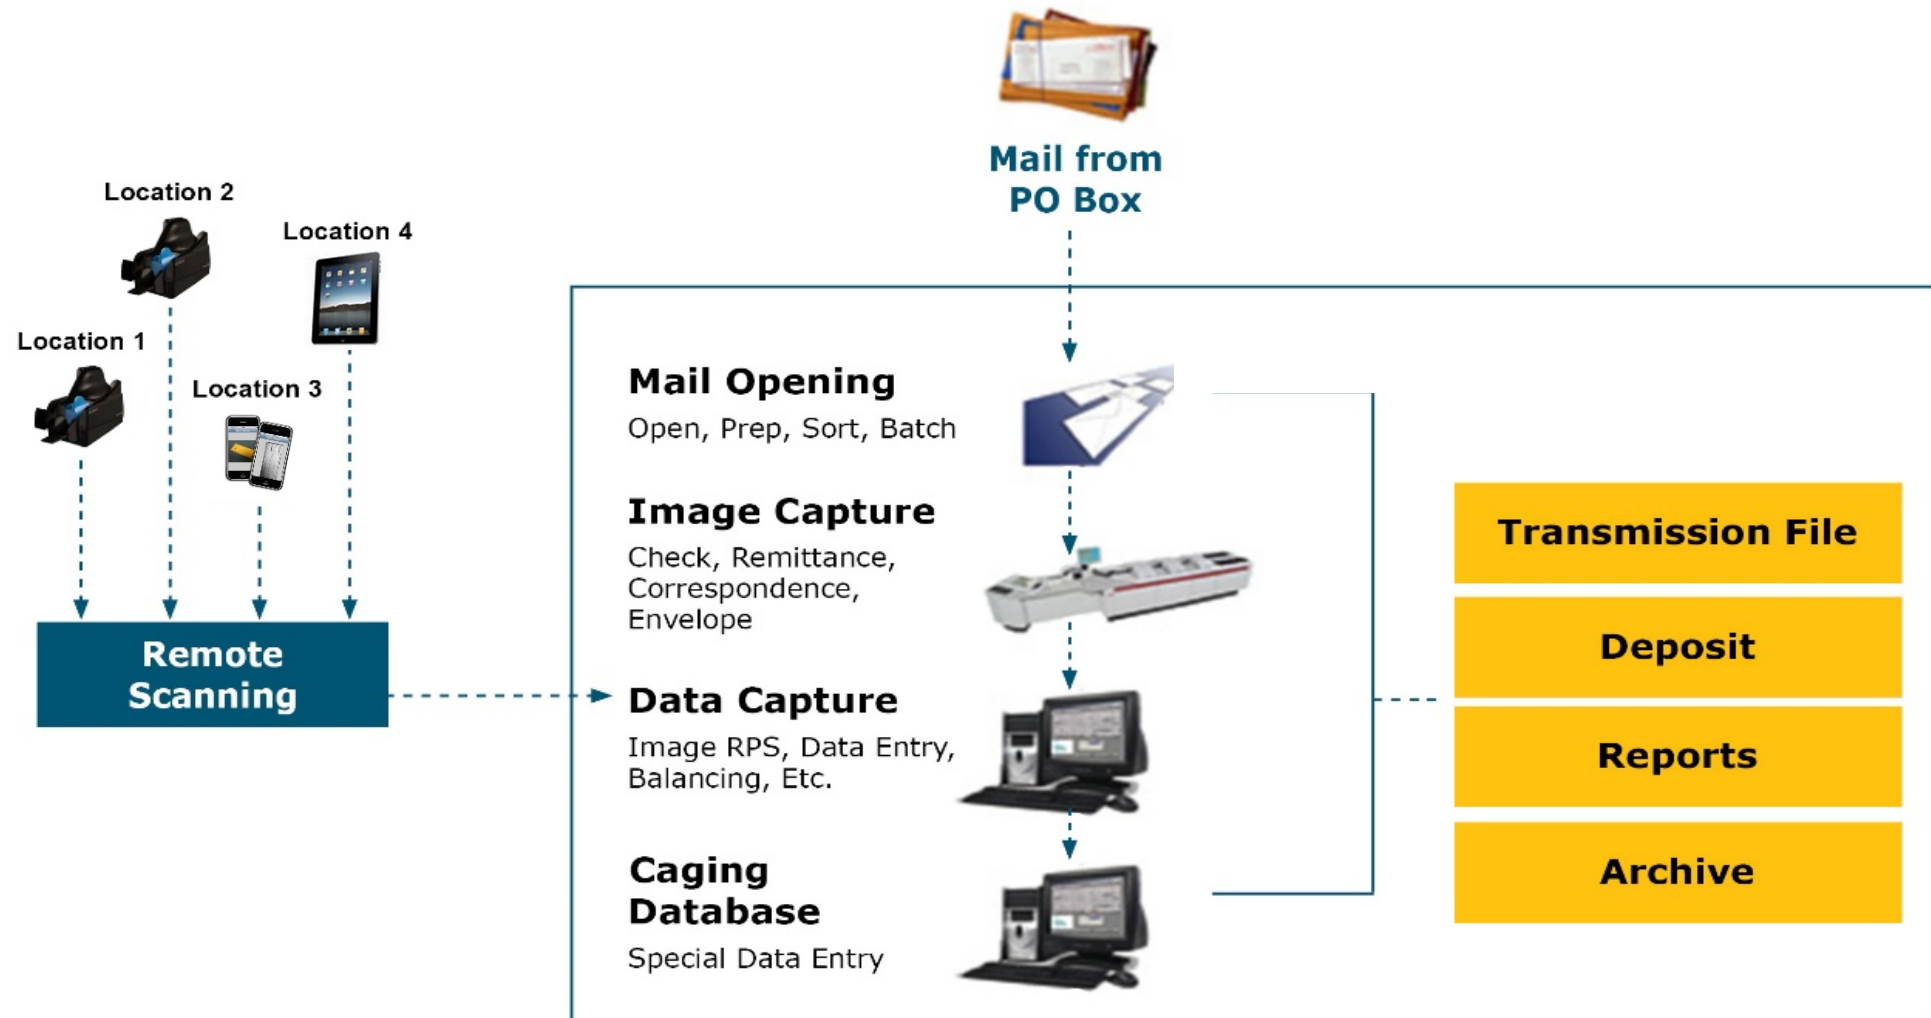 Mail from
PO Box
Location 2
Location 4
Location 1
Location 3
Remote
Scanning
Mail Opening
Open, Prep, Sort, Batch
Image Capture
Check, Remittance,
Correspondence,
Envelope
Data Capture
Image RPS, Data Entry,
Balancing, Etc.
Caging
Database
Special Data Entry
Transmission File
Deposit
Reports
Archive